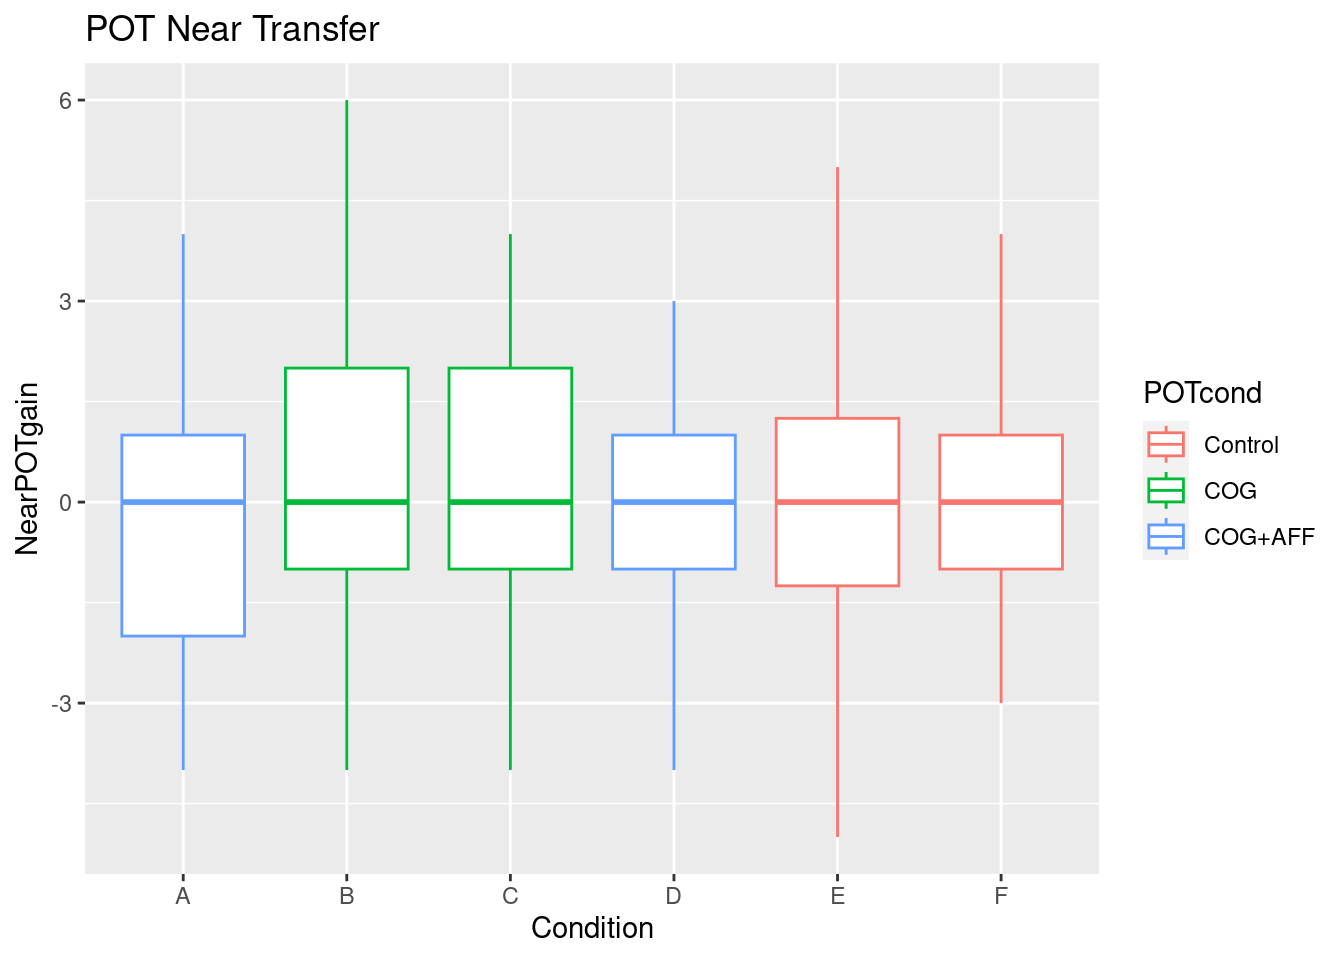 POT Near Transfer
NearPOTgain
6
3
0
-3
A B C D E F
Condition
POTcond
Control
COG
COG+AFF